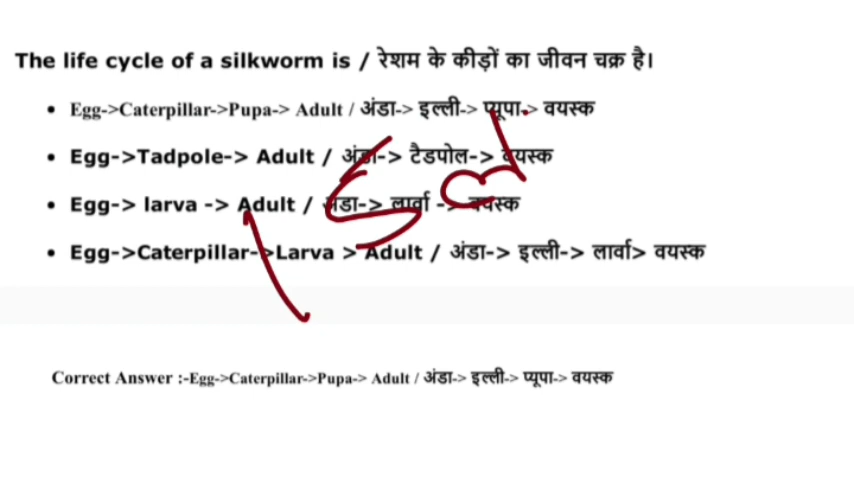 The life cycle of a silkworm is / रेशम के कीड़ों का जीवन चक्र है।
• Egg->Caterpillar->Pupa-> Adult / अंडा-> इल्ली-> प्यूपा-> वयस्क
• Egg->Tadpole-> Adult / अंडा-> टैडपोल-> वयस्क
• Egg-> larva -> Adult / अंडा-> लार्वा -> वयस्क
• Egg->Caterpillar->Larva > Adult / अंडा-> इल्ली-> लार्वा> वयस्क
Correct Answer :-Egg->Caterpillar->Pupa-> Adult / अंडा-> इल्ली-> प्यूपा-> वयस्क